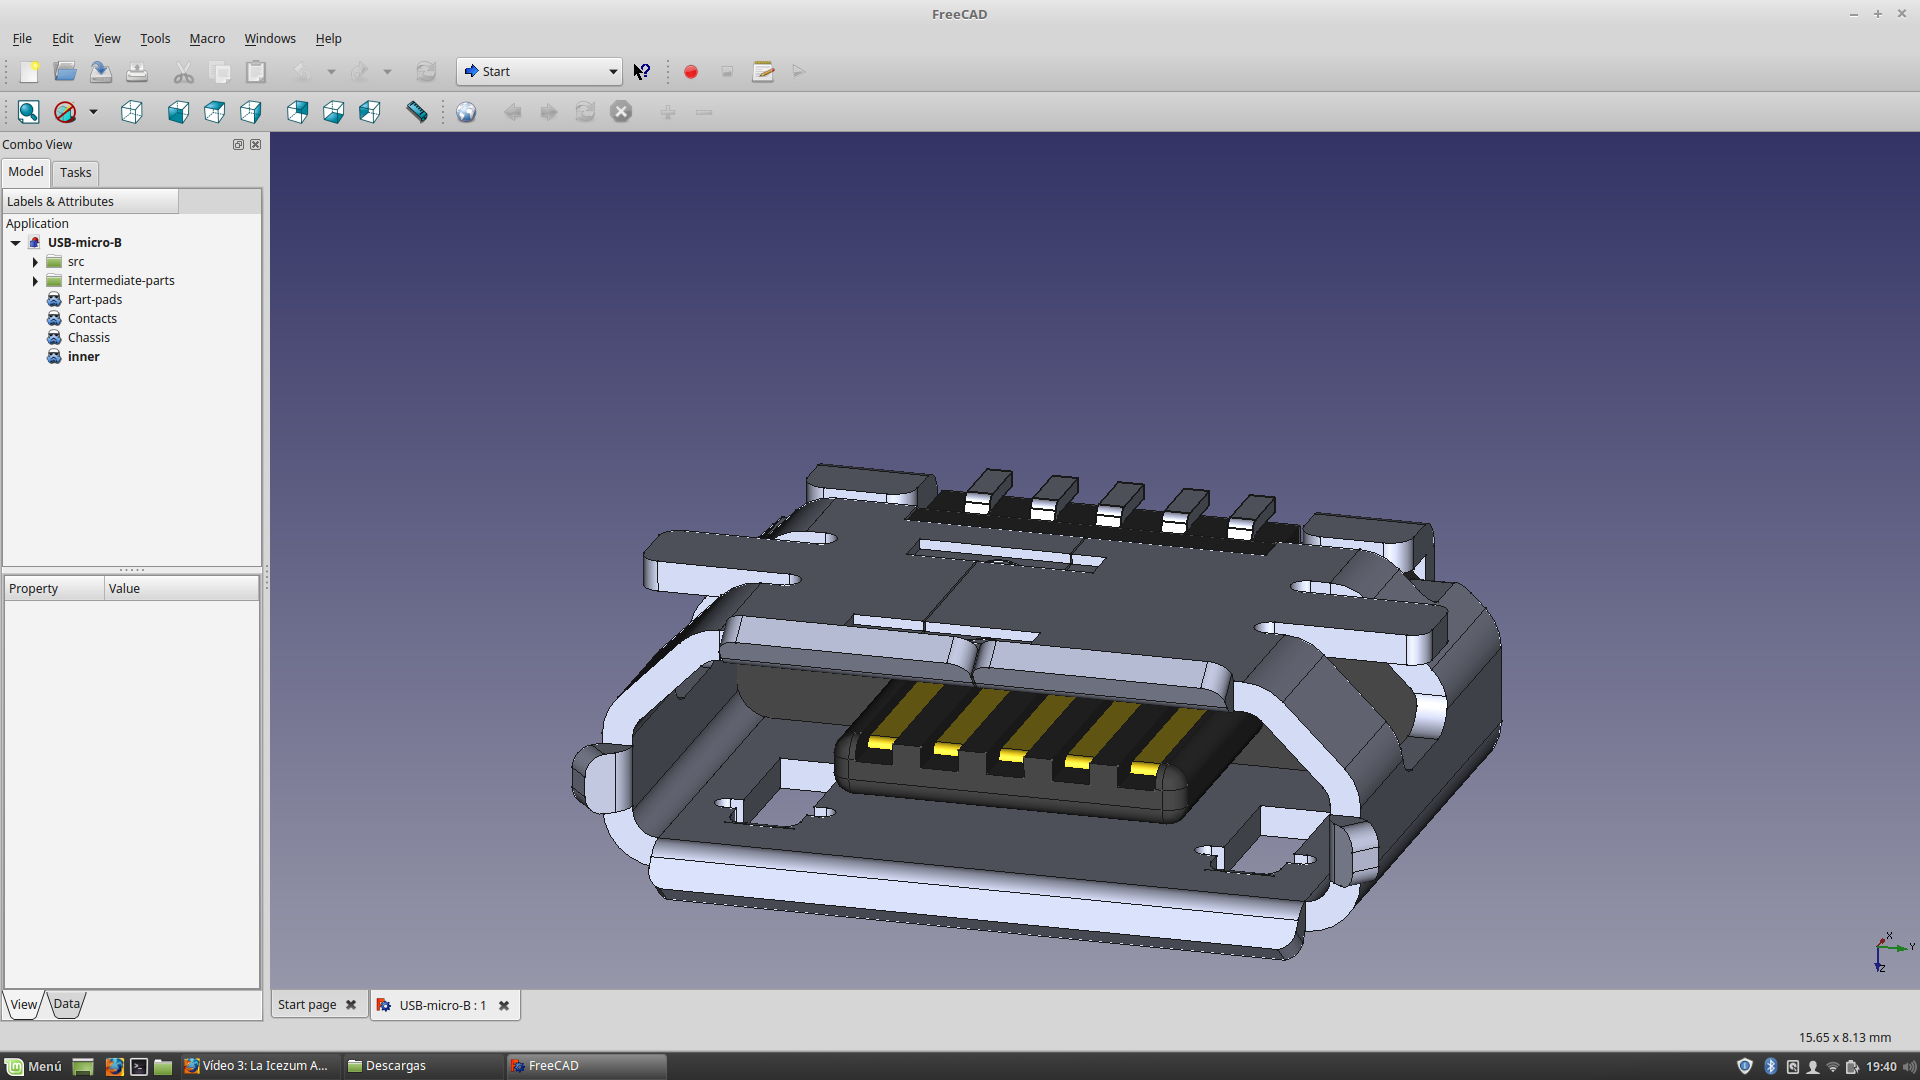 FreeCAD
File Edit View Tools Macro Windows Help
Start
Combo View
Model Tasks
Labels & Attributes
Application
USB-micro-B
src
Intermediate-parts
Part-pads
Contacts
Chassis
inner
Property Value
View Data
Start page USB-micro-B : 1
X
Y
Z
15.65 x 8.13 mm
Menú Vídeo 3: La Icezum A... Descargas FreeCAD 19:40